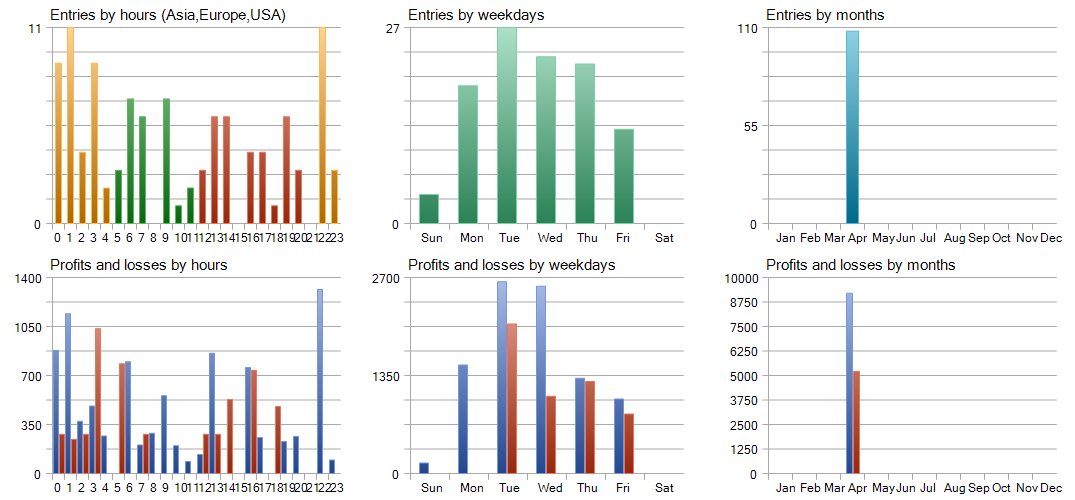 Entries by hours (Asia,Europe,USA)
11
0
0 1 2 3 4 5 6 7 8 9 10 11 12 13 14 15 16 17 18 19 20 21 22 23
Entries by weekdays
27
0
Sun Mon Tue Wed Thu Fri Sat
Entries by months
110
55
0
Jan Feb Mar Apr May Jun Jul Aug Sep Oct Nov Dec
Profits and losses by hours
1400
1050
700
350
0
0 1 2 3 4 5 6 7 8 9 10 11 12 13 14 15 16 17 18 19 20 21 22 23
Profits and losses by weekdays
2700
1350
0
Sun Mon Tue Wed Thu Fri Sat
Profits and losses by months
10000
8750
7500
6250
5000
3750
2500
1250
0
Jan Feb Mar Apr May Jun Jul Aug Sep Oct Nov Dec